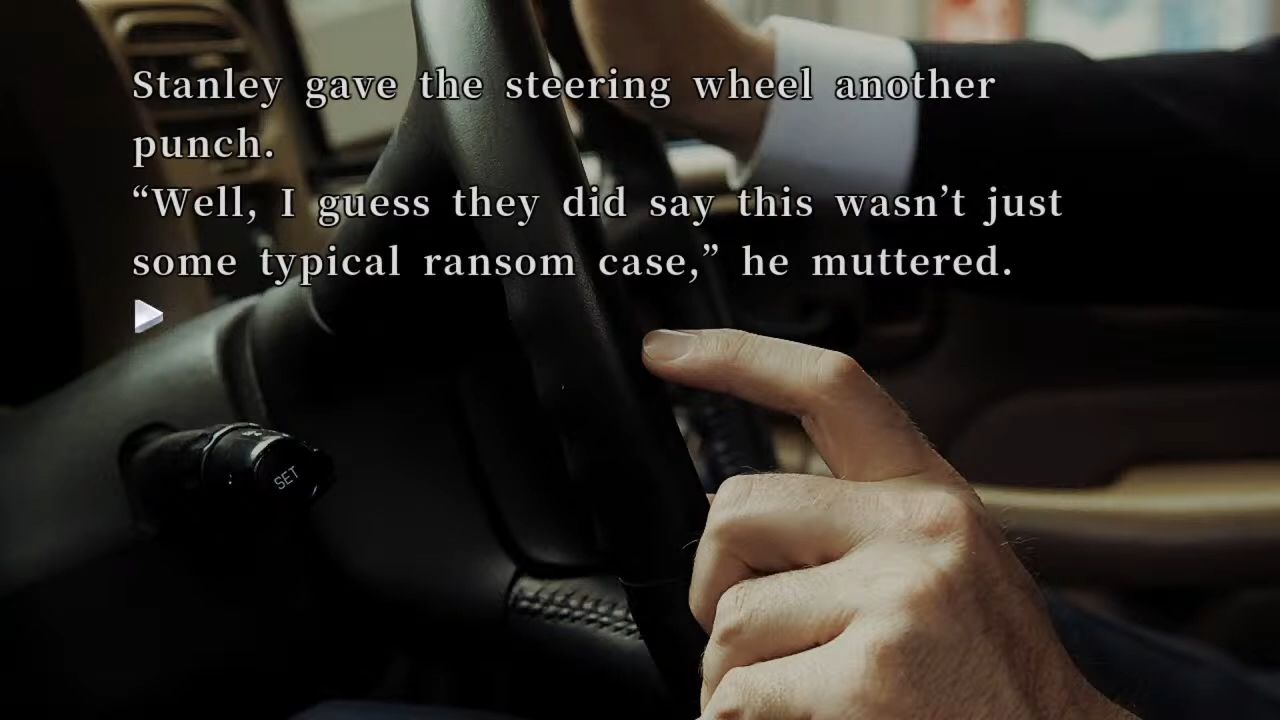 Stanley gave the steering wheel another
punch.
“Well, I guess they did say this wasn’t just
some typical ransom case,” he muttered.
SET